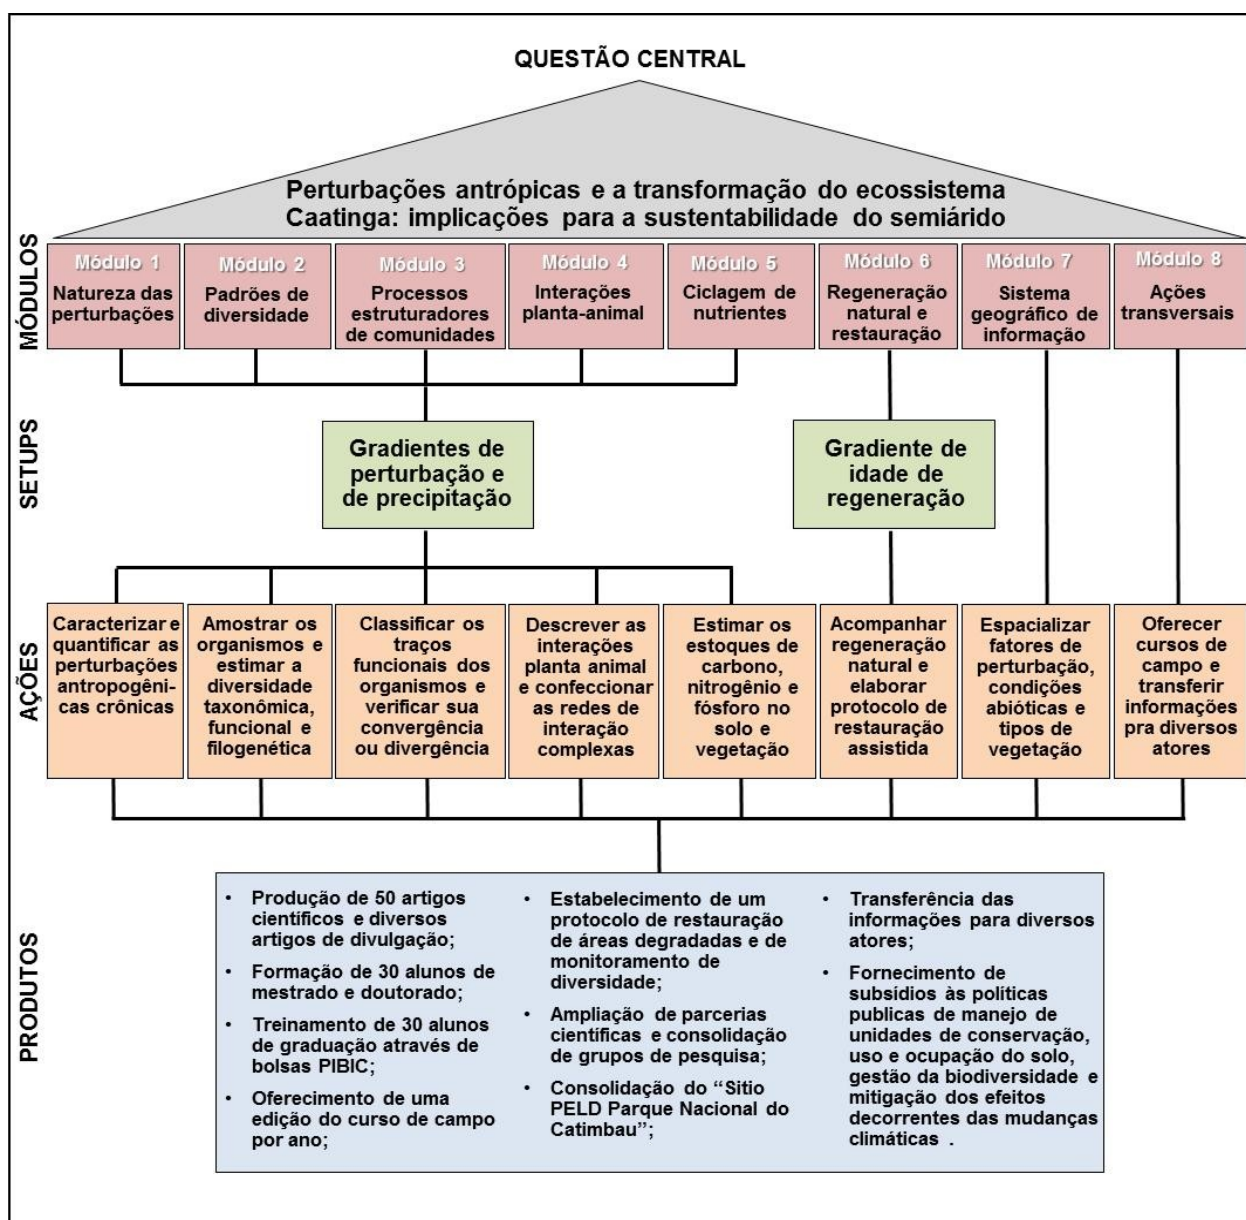 QUESTÃO CENTRAL
Perturbações antrópicas e a transformação do ecossistema
Caatinga: implicações para a sustentabilidade do semiárido
MÓDULOS
Módulo 1
Natureza das
perturbações
Módulo 2
Padrões de
diversidade
Módulo 3
Processos
estruturadores
de comunidades
Módulo 4
Interações
planta-animal
Módulo 5
Ciclagem de
nutrientes
Módulo 6
Regeneração
natural e
restauração
Módulo 7
Sistema
geográfico de
informação
Módulo 8
Ações
transversais
SETUPS
Gradientes de
perturbação e
de precipitação
Gradiente de
idade de
regeneração
AÇÕES
Caracterizar e
quantificar as
perturbações
antropogêni-
cas crônicas
Amostrar os
organismos e
estimar a
diversidade
taxonômica,
funcional e
filogenética
Classificar os
traços
funcionais dos
organismos e
verificar sua
convergência
ou divergência
Descrever as
interações
planta animal
e confeccionar
as redes de
interação
complexas
Estimar os
estoques de
carbono,
nitrogênio e
fósforo no
solo e
vegetação
Acompanhar
regeneração
natural e
elaborar
protocolo de
restauração
assistida
Espacializar
fatores de
perturbação,
condições
abióticas e
tipos de
vegetação
Oferecer
cursos de
campo e
transferir
informações
pra diversos
atores
PRODUTOS
• Produção de 50 artigos
científicos e diversos
artigos de divulgação;
• Formação de 30 alunos de
mestrado e doutorado;
• Treinamento de 30 alunos
de graduação através de
bolsas PIBIC;
• Oferecimento de uma
edição do curso de campo
por ano;
• Estabelecimento de um
protocolo de restauração
de áreas degradadas e de
monitoramento de
diversidade;
• Ampliação de parcerias
científicas e consolidação
de grupos de pesquisa;
• Consolidação do “Sitio
PELD Parque Nacional do
Catimbau”;
• Transferência das
informações para diversos
atores;
• Fornecimento de
subsídios às políticas
publicas de manejo de
unidades de conservação,
uso e ocupação do solo,
gestão da biodiversidade e
mitigação dos efeitos
decorrentes das mudanças
climáticas .